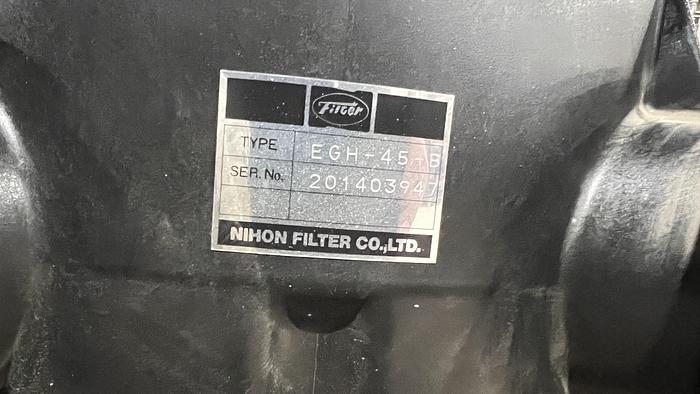 Filter
TYPE EGH-45-B
SER. No. 201403947
NIHON FILTER CO.,LTD.